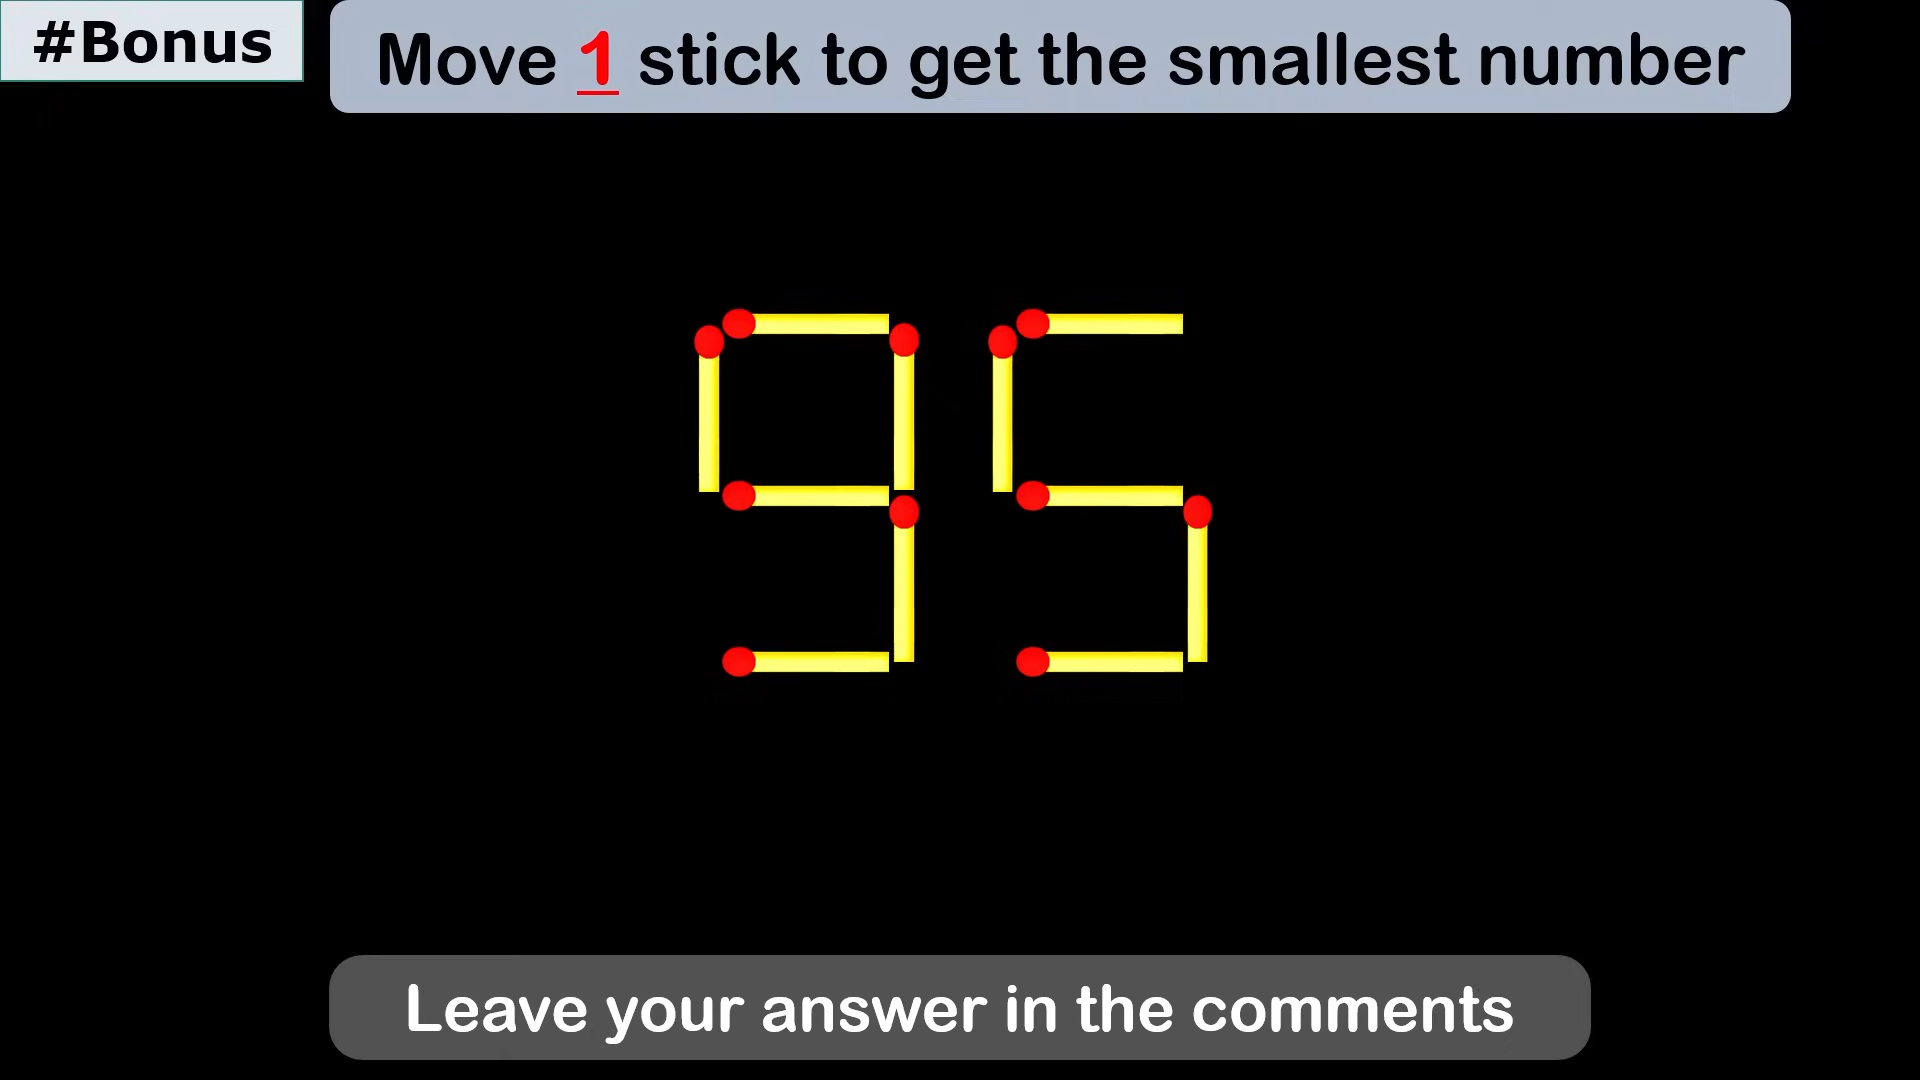 #Bonus
Move 1 stick to get the smallest number
95
Leave your answer in the comments